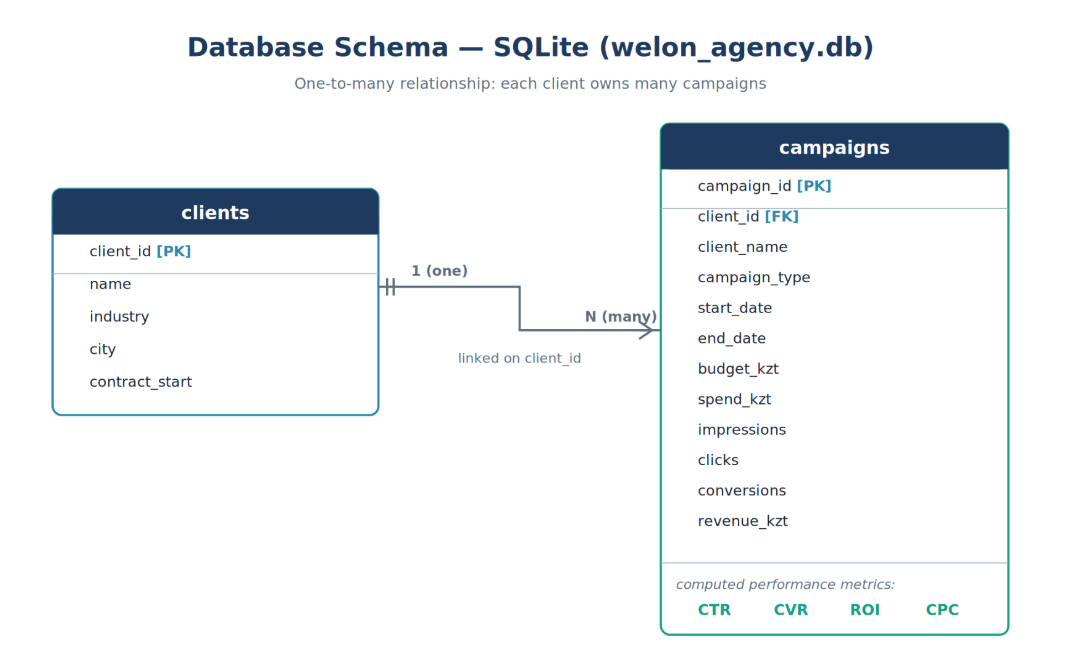 Database Schema — SQLite (welon_agency.db)
One-to-many relationship: each client owns many campaigns
clients
client_id [PK]
name
industry
city
contract_start
1 (one)
N (many)
linked on client_id
campaigns
campaign_id [PK]
client_id [FK]
client_name
campaign_type
start_date
end_date
budget_kzt
spend_kzt
impressions
clicks
conversions
revenue_kzt
computed performance metrics:
CTR CVR ROI CPC